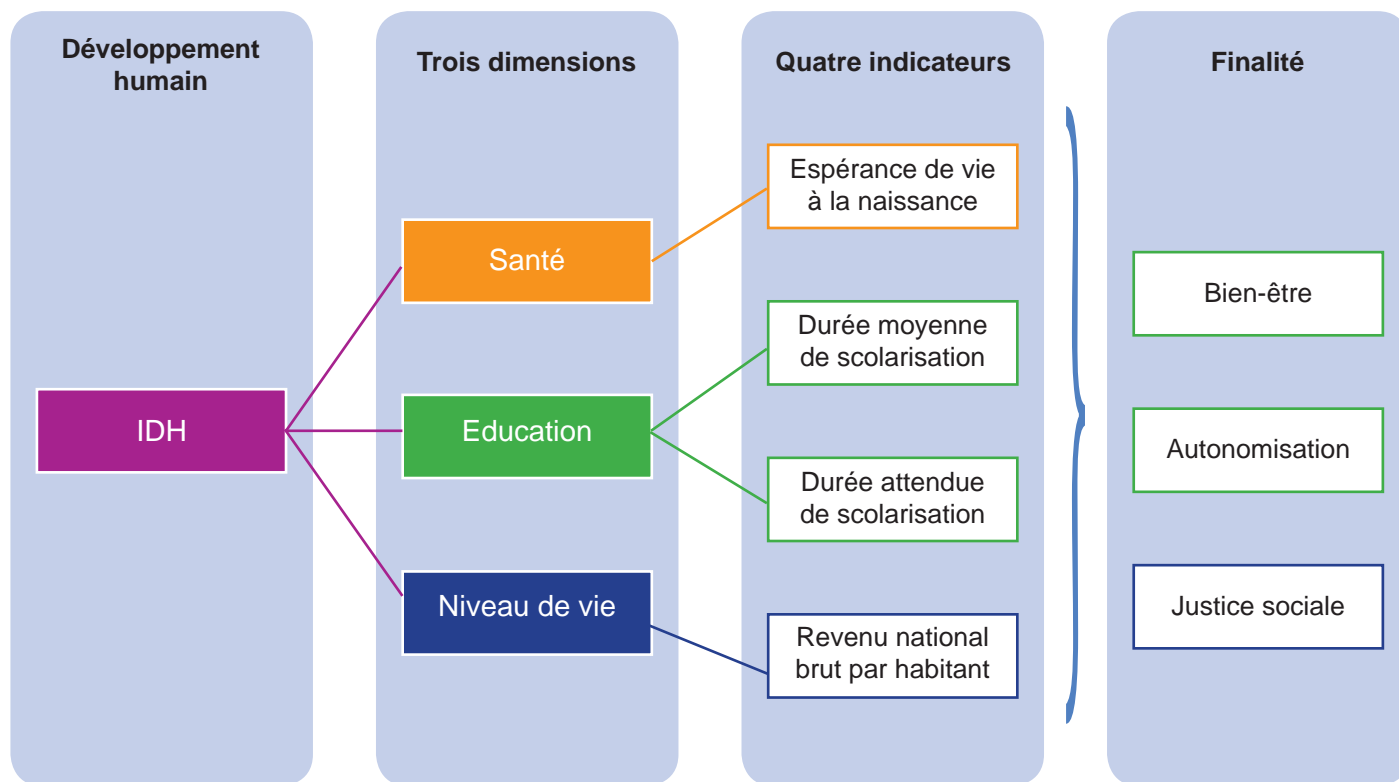 Développement
humain
Trois dimensions
Quatre indicateurs
Finalité
IDH
Santé
Education
Niveau de vie
Espérance de vie
à la naissance
Durée moyenne
de scolarisation
Durée attendue
de scolarisation
Revenu national
brut par habitant
Bien-être
Autonomisation
Justice sociale